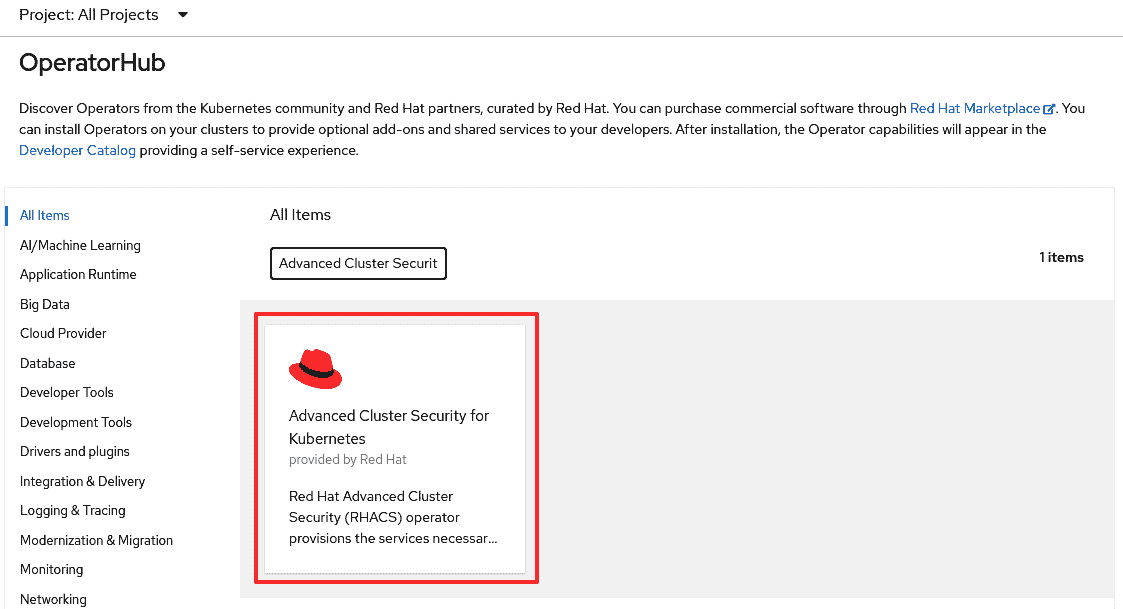 Project: All Projects
OperatorHub
Discover Operators from the Kubernetes community and Red Hat partners, curated by Red Hat. You can purchase commercial software through Red Hat Marketplace. You
can install Operators on your clusters to provide optional add-ons and shared services to your developers. After installation, the Operator capabilities will appear in the
Developer Catalog providing a self-service experience.
All Items
AI/Machine Learning
Application Runtime
Big Data
Cloud Provider
Database
Developer Tools
Development Tools
Drivers and plugins
Integration & Delivery
Logging & Tracing
Modernization & Migration
Monitoring
Networking
All Items
Advanced Cluster Securit
1 items
Advanced Cluster Security for
Kubernetes
provided by Red Hat
Red Hat Advanced Cluster
Security (RHACS) operator
provisions the services necessar...